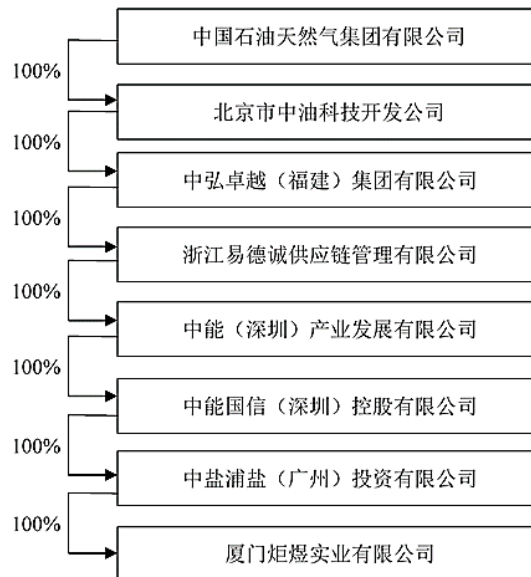 中国石油天然气集团有限公司
100%
北京市中油科技开发公司
100%
中弘卓越（福建）集团有限公司
100%
浙江易德诚供应链管理有限公司
100%
中能（深圳）产业发展有限公司
100%
中能国信（深圳）控股有限公司
100%
中盐浦盐（广州）投资有限公司
100%
厦门炬煜实业有限公司